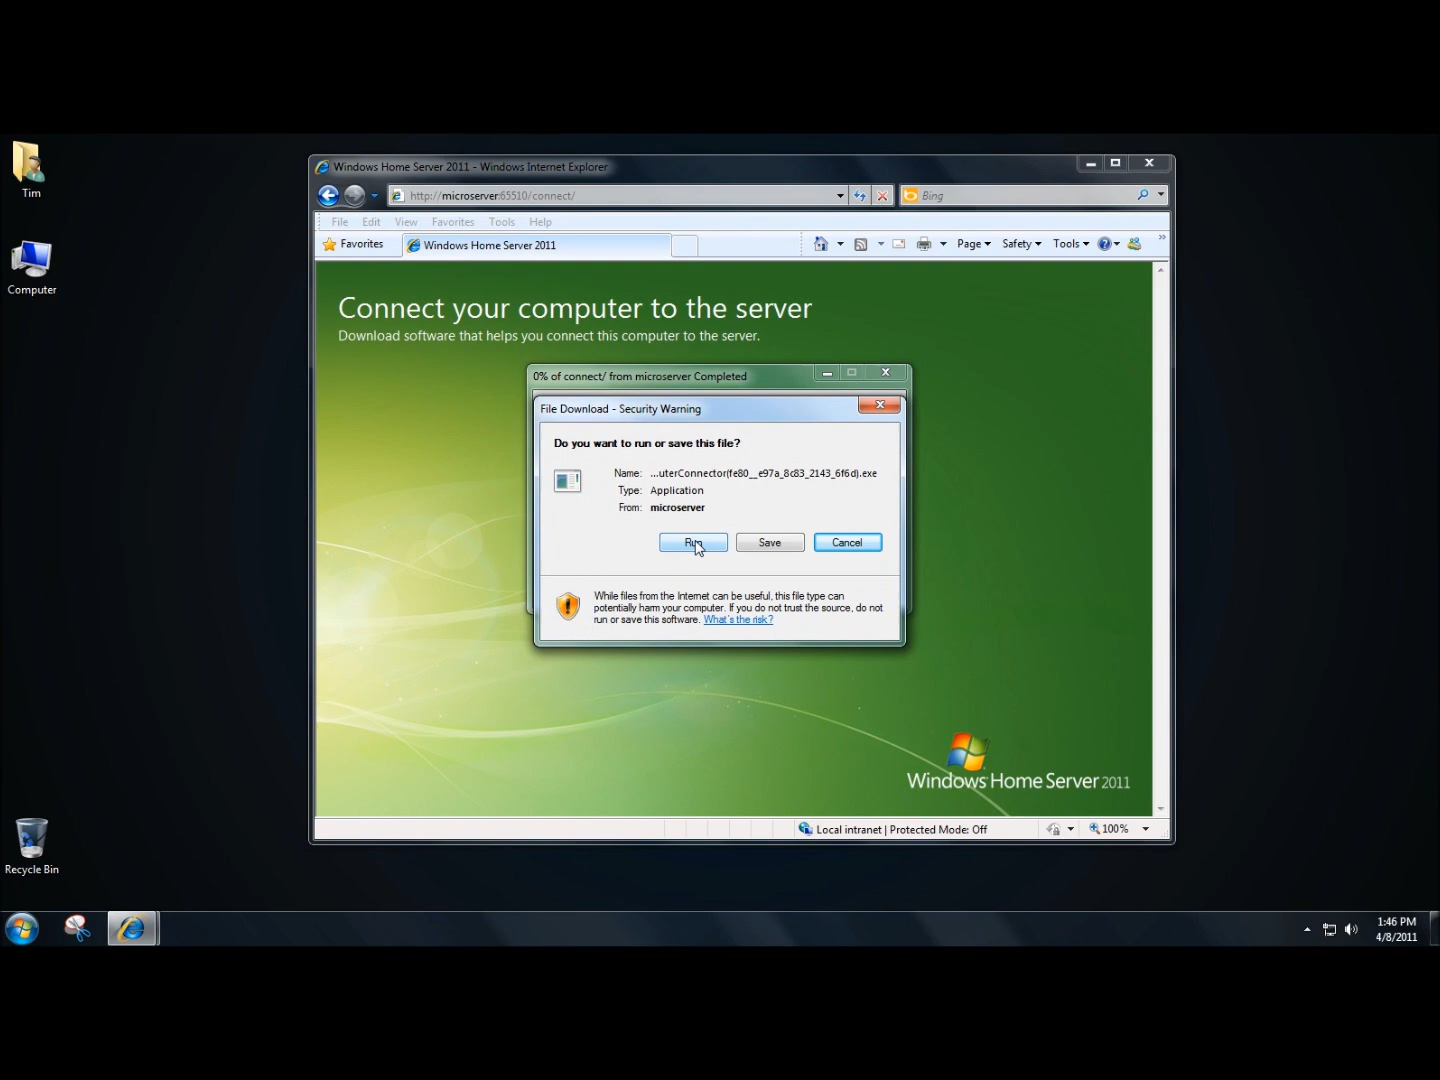 Tim
Computer
Recycle Bin
Windows Home Server 2011 - Windows Internet Explorer
http://microserver:65510/connect/
Bing
File Edit View Favorites Tools Help
Favorites
Windows Home Server 2011
Page Safety Tools
Connect your computer to the server
Download software that helps you connect this computer to the server.
0% of connect/ from microserver Completed
File Download - Security Warning
Do you want to run or save this file?
Name: ...uterConnector(fe80__e97a_8c83_2143_6f6d).exe
Type: Application
From: microserver
Run Save Cancel
While files from the Internet can be useful, this file type can
potentially harm your computer. If you do not trust the source, do not
run or save this software. What's the risk?
Windows Home Server 2011
Local intranet | Protected Mode: Off
100%
1:46 PM
4/8/2011